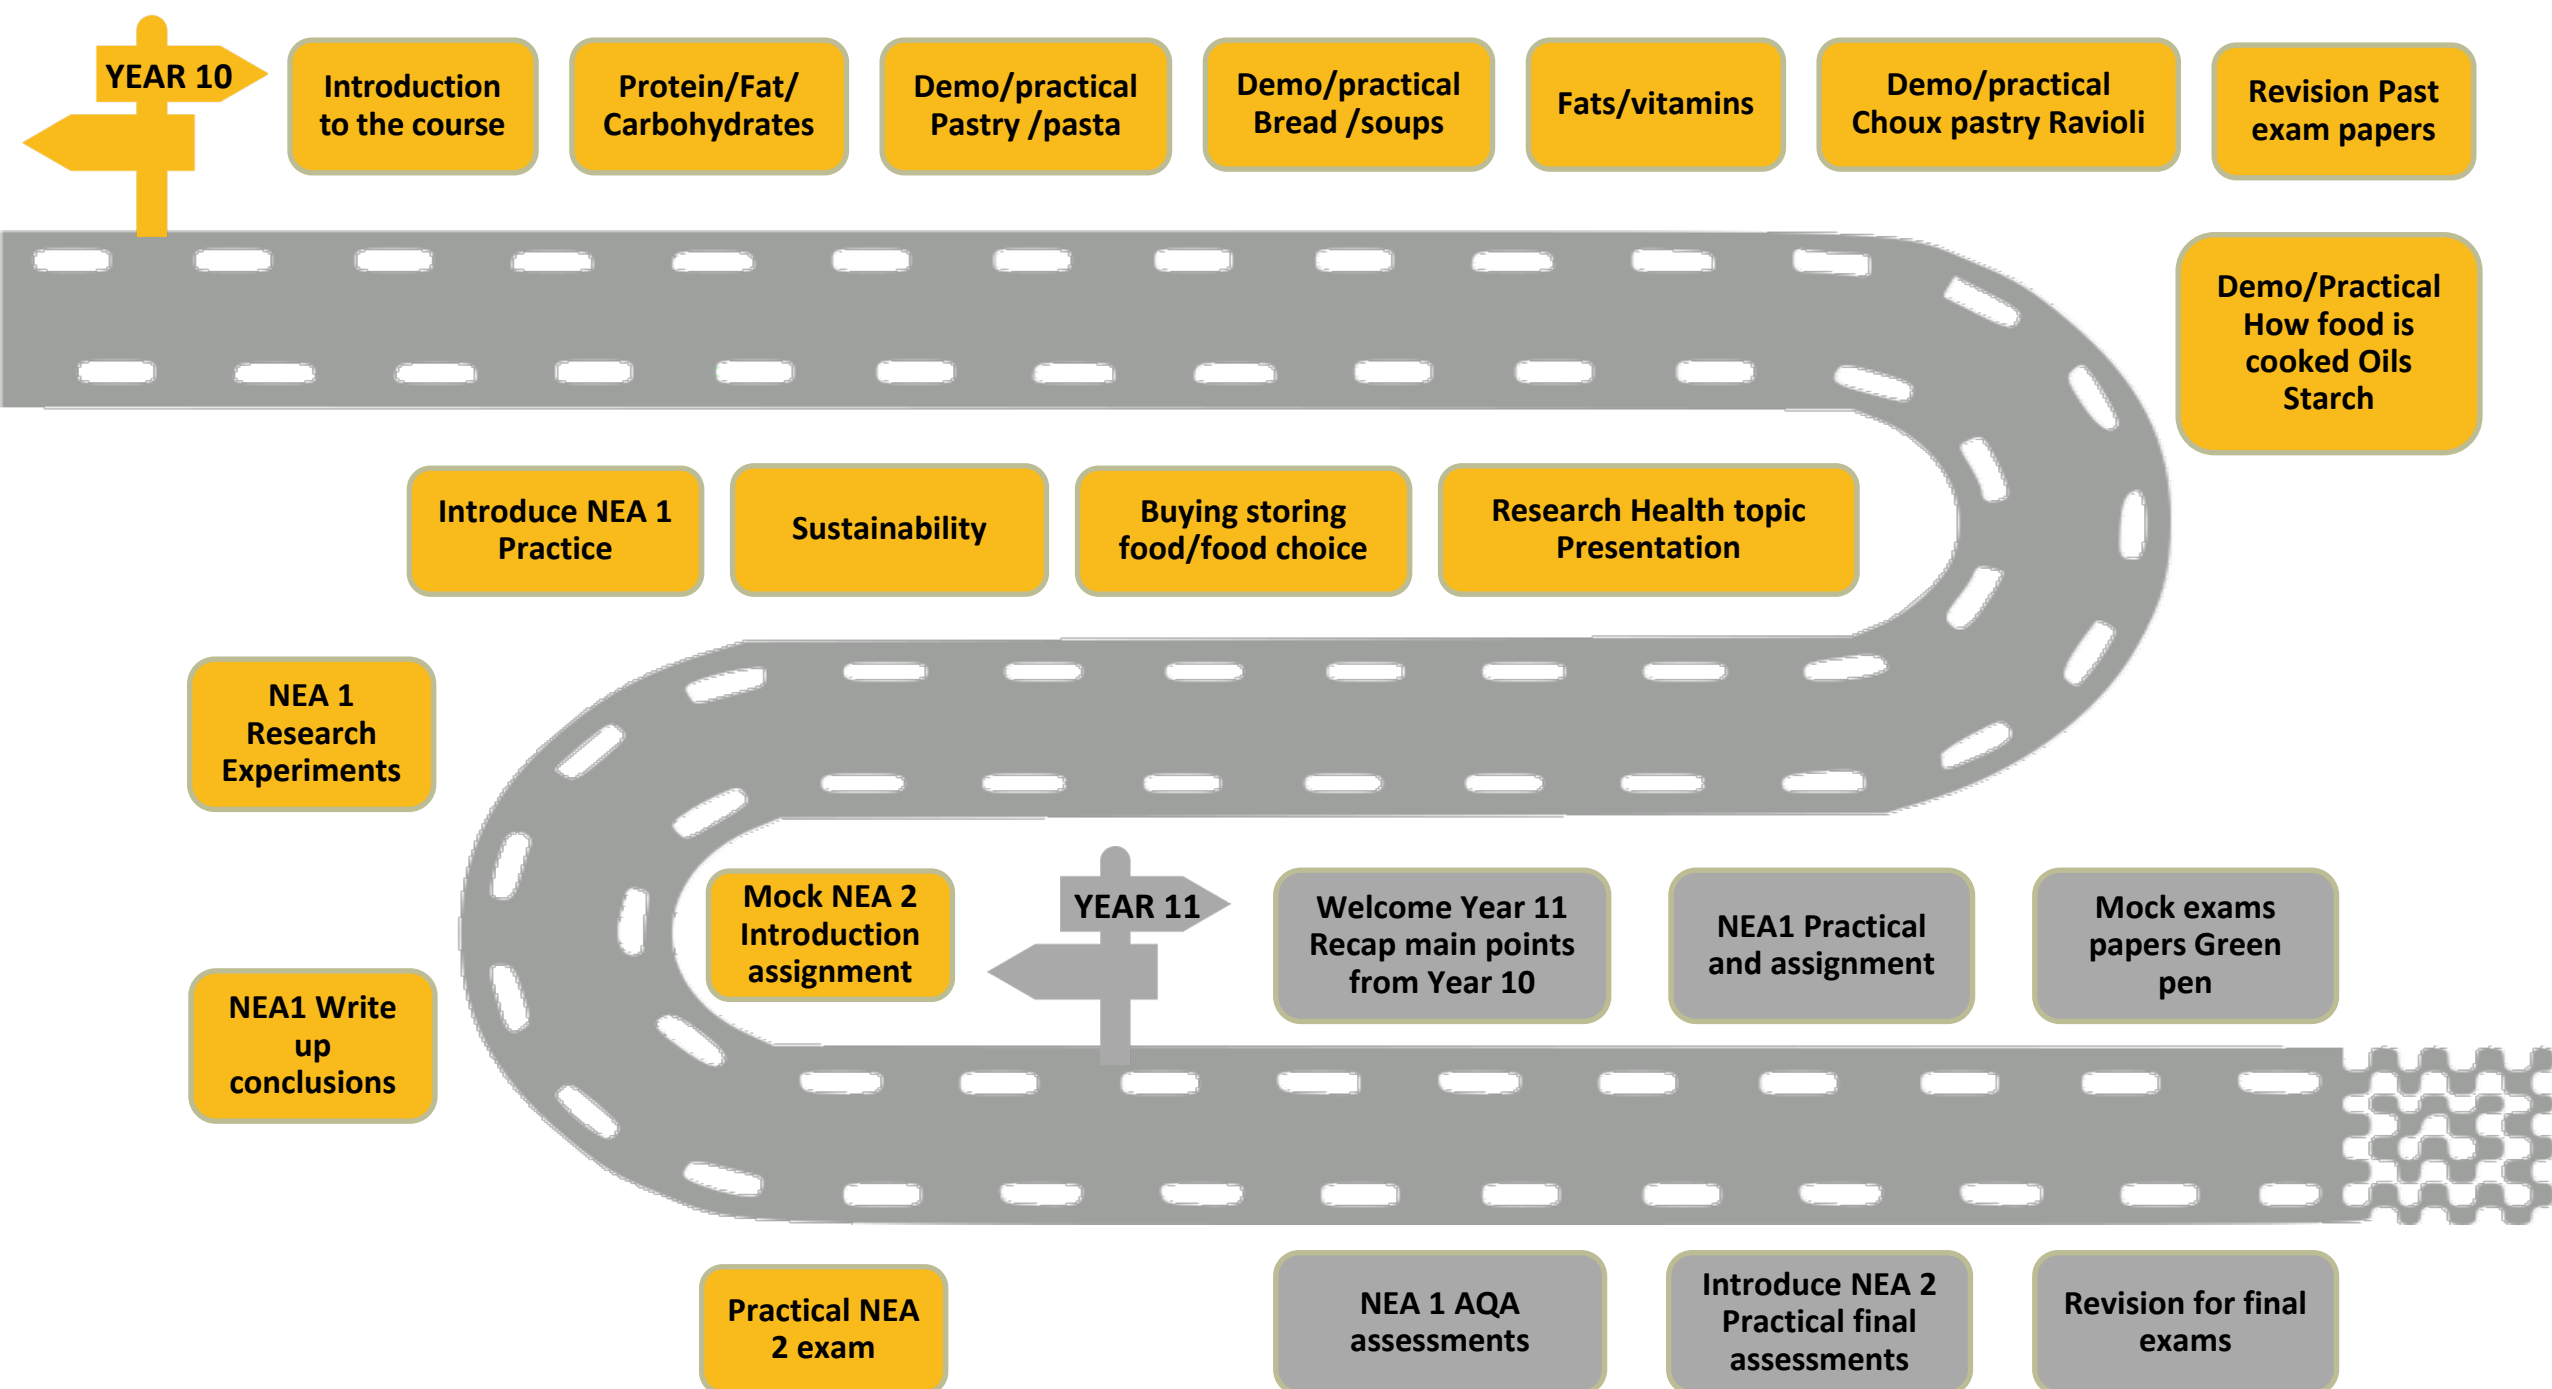 YEAR 10
Introduction
to the course
Protein/Fat/
Carbohydrates
Demo/practical
Pastry /pasta
Demo/practical
Bread /soups
Fats/vitamins
Demo/practical
Choux pastry Ravioli
Revision Past
exam papers
Demo/Practical
How food is
cooked Oils
Starch
Research Health topic
Presentation
Buying storing
food/food choice
Sustainability
Introduce NEA 1
Practice
NEA 1
Research
Experiments
NEA1 Write
up
conclusions
Mock NEA 2
Introduction
assignment
Practical NEA
2 exam
YEAR 11
Welcome Year 11
Recap main points
from Year 10
NEA1 Practical
and assignment
Mock exams
papers Green
pen
NEA 1 AQA
assessments
Introduce NEA 2
Practical final
assessments
Revision for final
exams